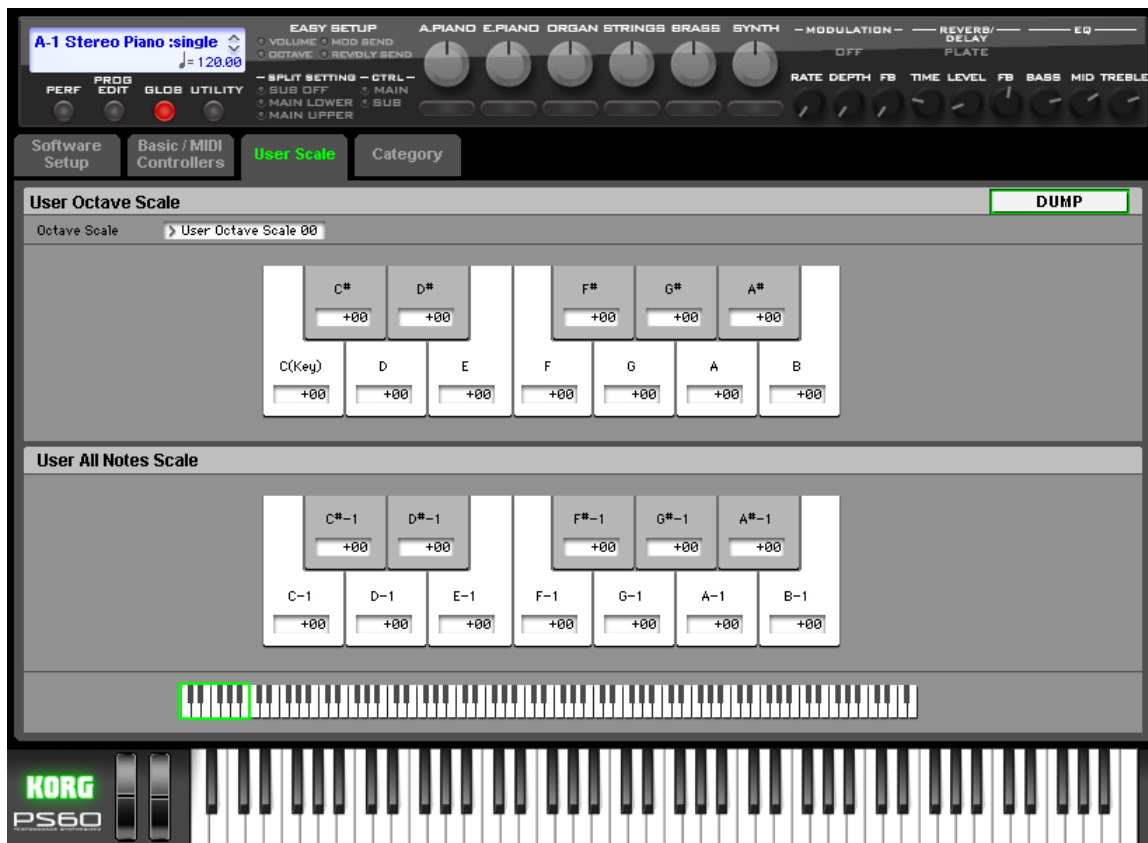 A-1 Stereo Piano :single
♩= 120.00
PERF PROG EDIT GLOB UTILITY
EASY SETUP
VOLUME MOD SEND
OCTAVE REV/DLY SEND
SPLIT SETTING CTRL
SUB OFF MAIN
MAIN LOWER SUB
MAIN UPPER
A.PIANO E.PIANO ORGAN STRINGS BRASS SYNTH
MODULATION REVERB/DELAY EQ
OFF PLATE
RATE DEPTH FB TIME LEVEL FB BASS MID TREBLE
Software Setup
Basic / MIDI Controllers
User Scale
Category
User Octave Scale DUMP
Octave Scale > User Octave Scale 00
C# D# F# G# A#
+00 +00 +00 +00 +00
C(Key) D E F G A B
+00 +00 +00 +00 +00 +00 +00
User All Notes Scale
C#-1 D#-1 F#-1 G#-1 A#-1
+00 +00 +00 +00 +00
C-1 D-1 E-1 F-1 G-1 A-1 B-1
+00 +00 +00 +00 +00 +00 +00
KORG
PS60
PERFORMANCE SYNTHESIZER